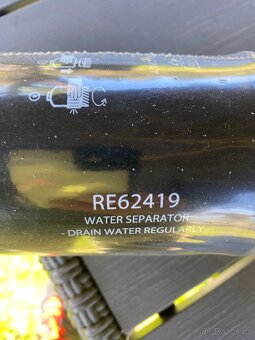 RE62419
WATER SEPARATOR
- DRAIN WATER REGULARLY -